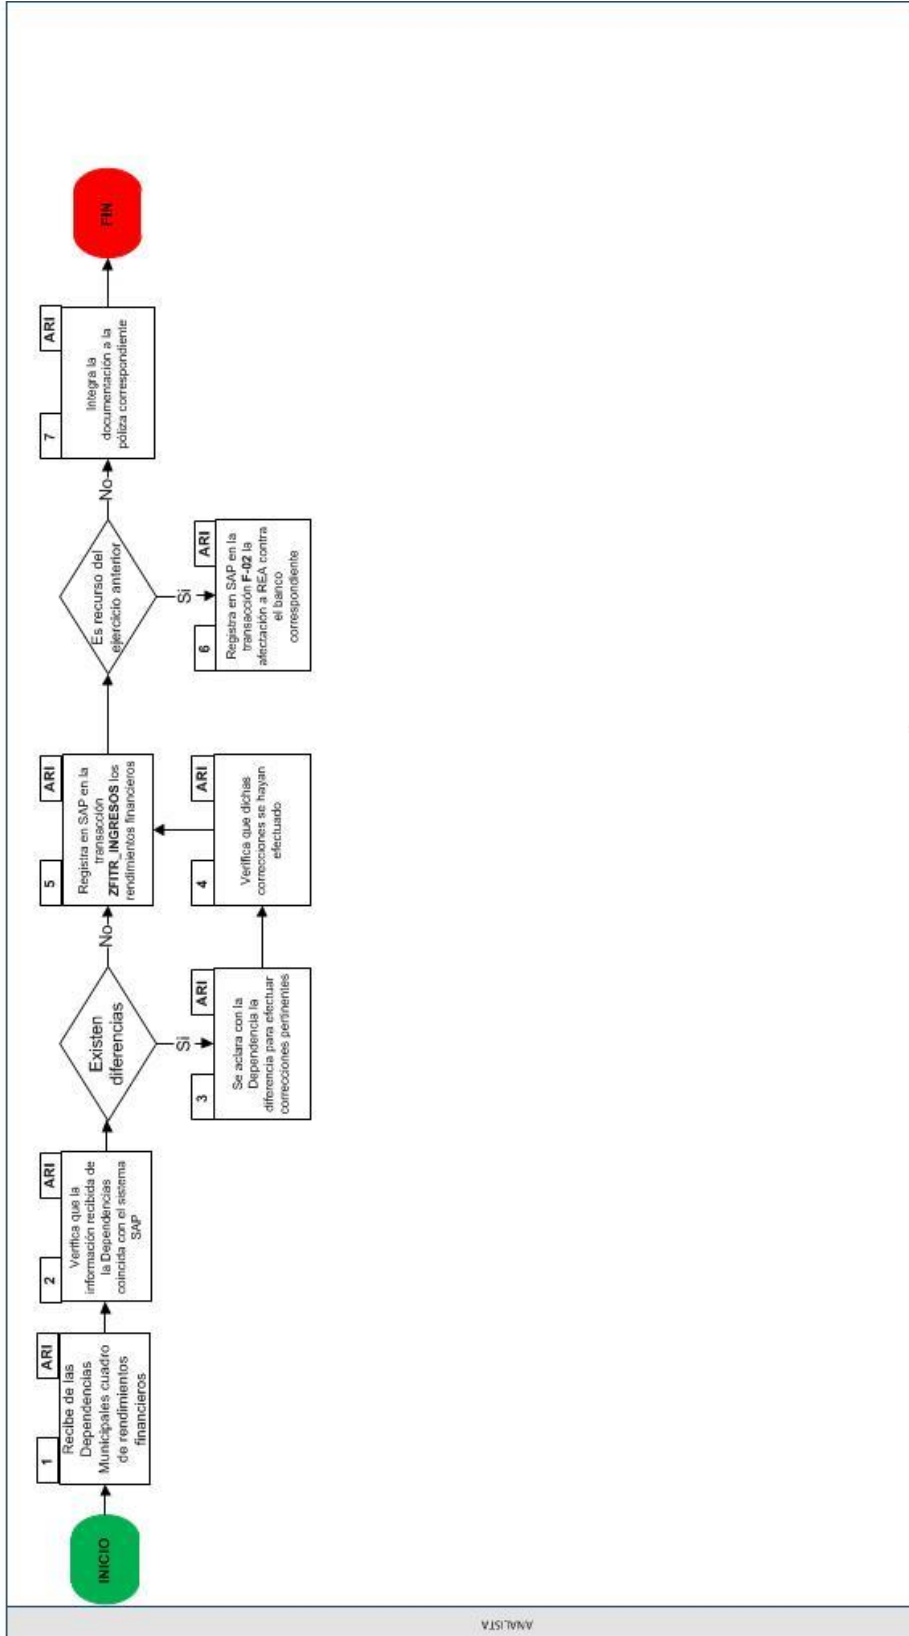 ANALISTA
INICIO
1
ARI
Recibe de las
Dependencias
Municipales cuadro
de rendimientos
financieros
2
ARI
Verifica que la
información recibida de
la Dependencias
coincida con el sistema
SAP
Existen
diferencias
Si
No
3
ARI
Se aclara con la
Dependencia la
diferencia para efectuar
correcciones pertinentes
4
ARI
Verifica que dichas
correcciones se hayan
efectuado
5
ARI
Registra en SAP en la
transacción
ZFITR_INGRESOS los
rendimientos financieros
Es recurso del
ejercicio anterior
Si
No
6
ARI
Registra en SAP en la
transacción F-02 la
afectación a REA contra
el banco
correspondiente
7
ARI
Integra la
documentación a la
póliza correspondiente
FIN